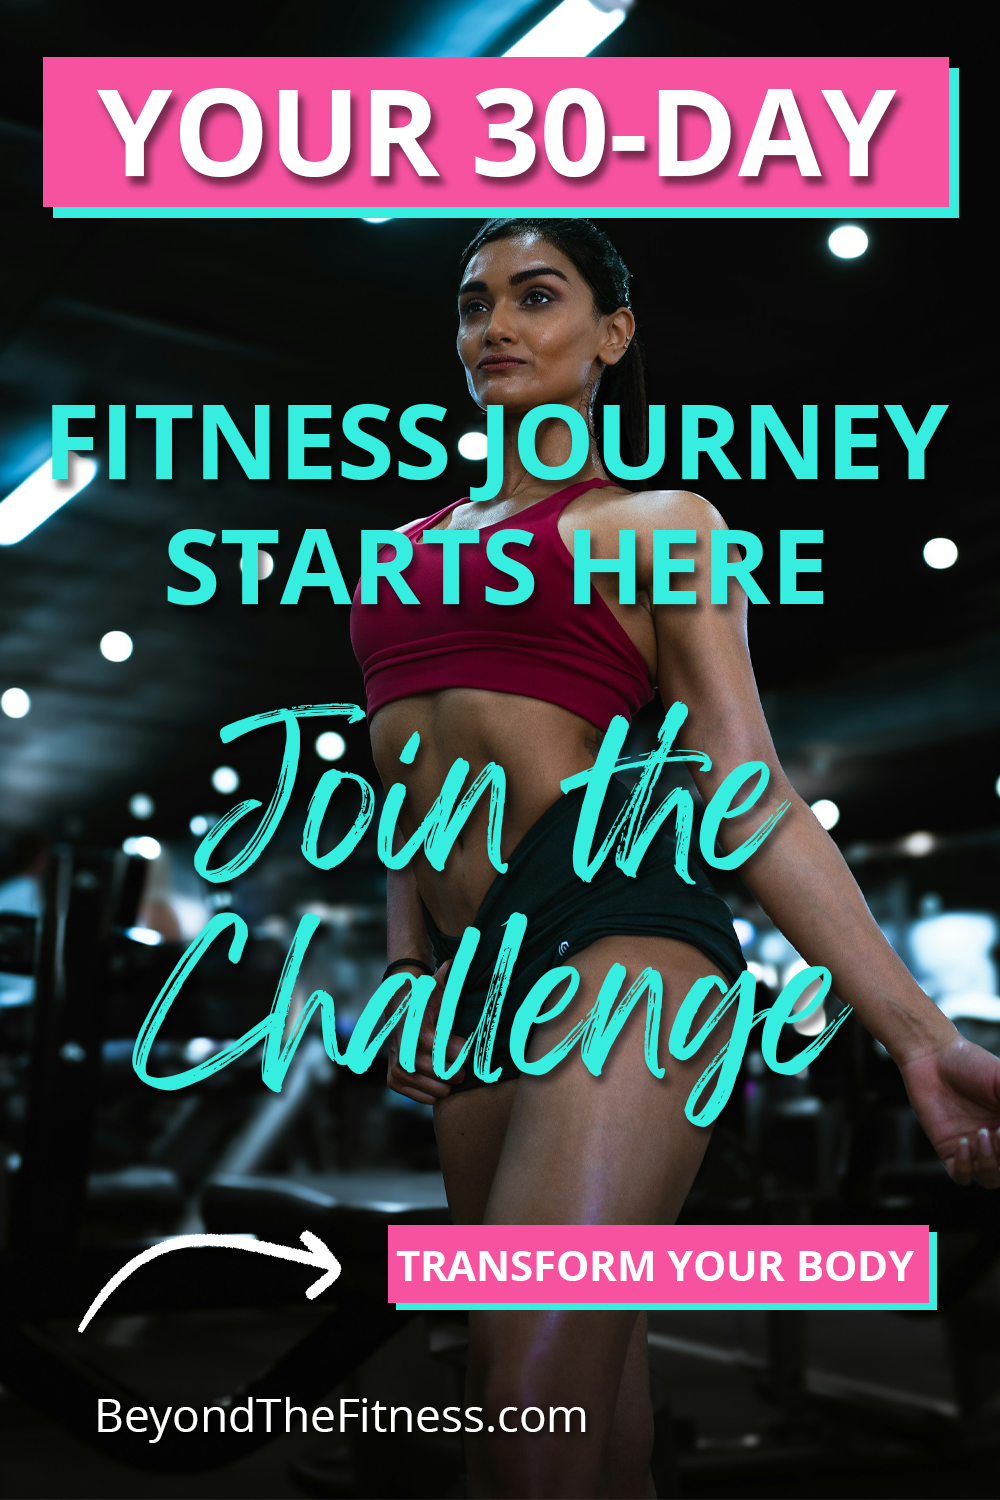 YOUR 30-DAY
FITNESS JOURNEY
STARTS HERE
Join the
Challenge
TRANSFORM YOUR BODY
BeyondTheFitness.com